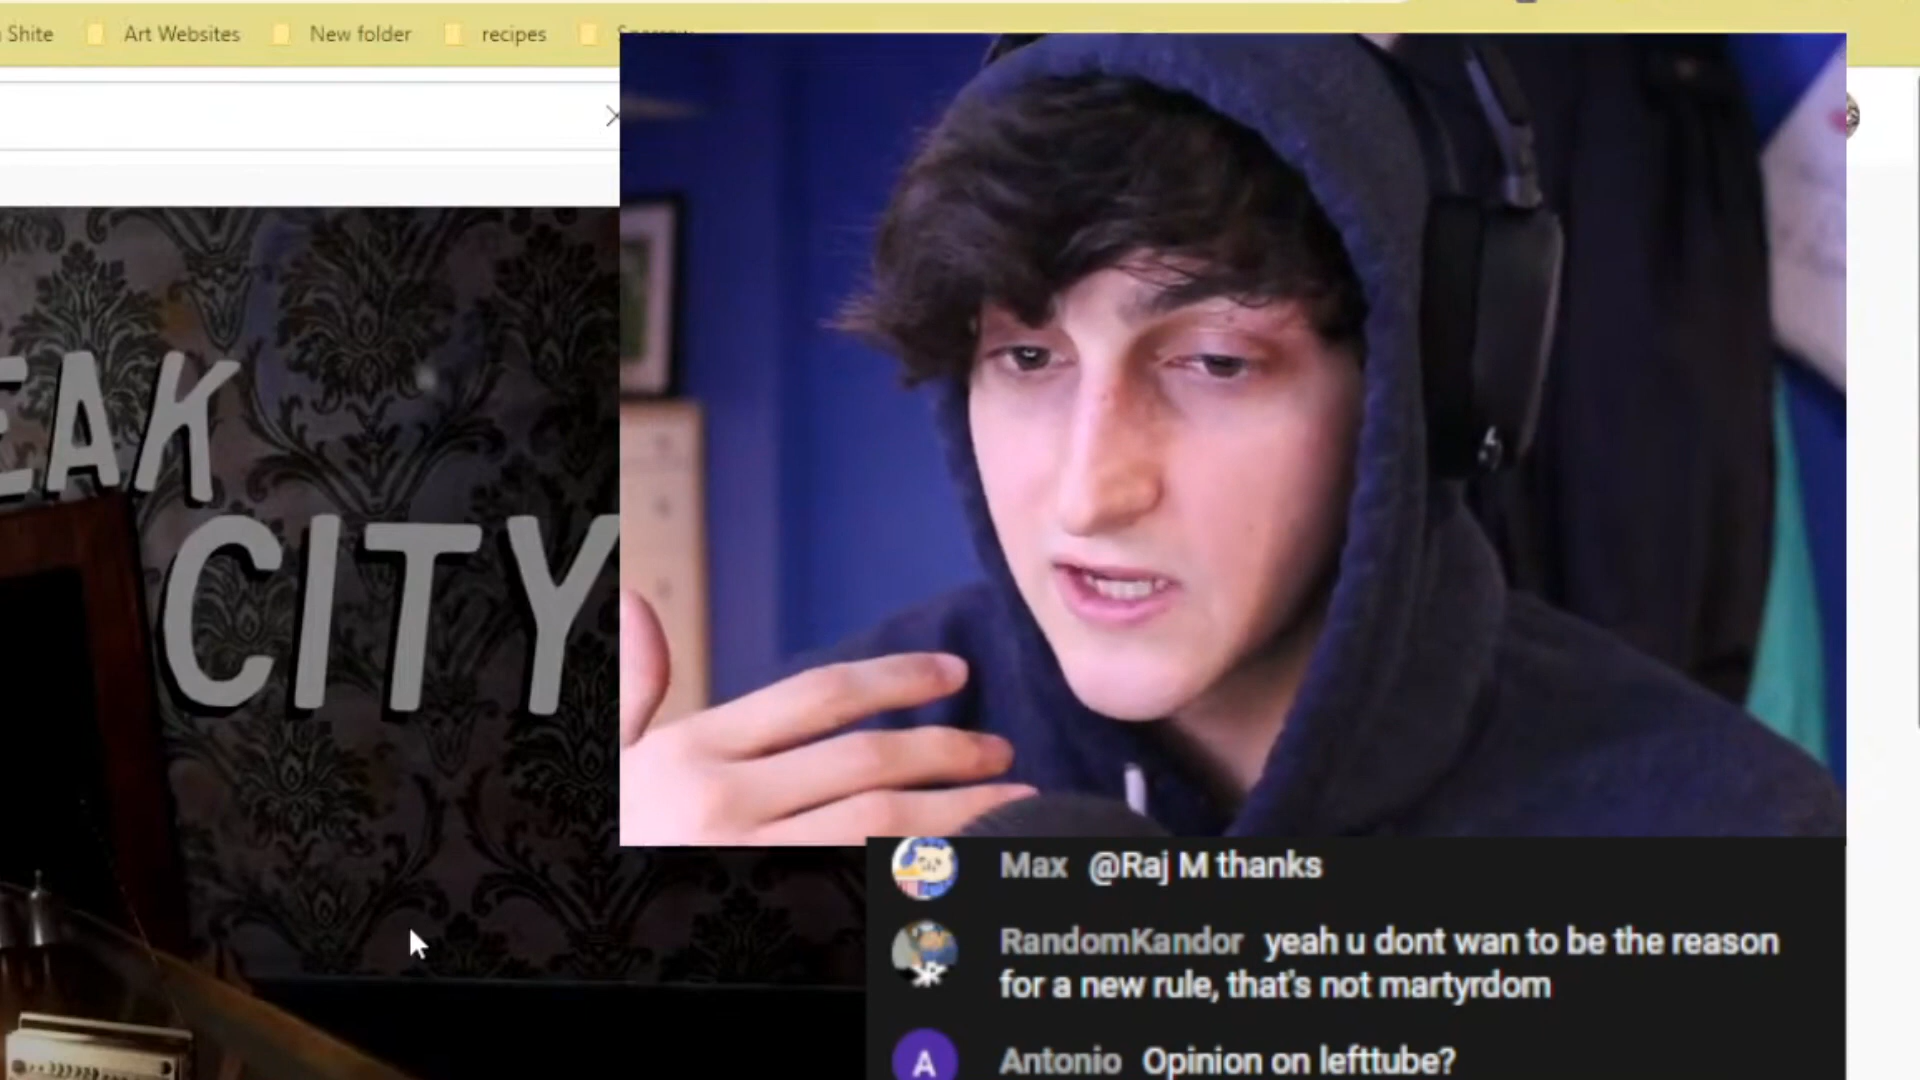 Shite
Art Websites
New folder
recipes
EAK
CITY
Max @Raj M thanks
RandomKandor yeah u dont wan to be the reason
for a new rule, that's not martyrdom
A
Antonio Opinion on lefttube?